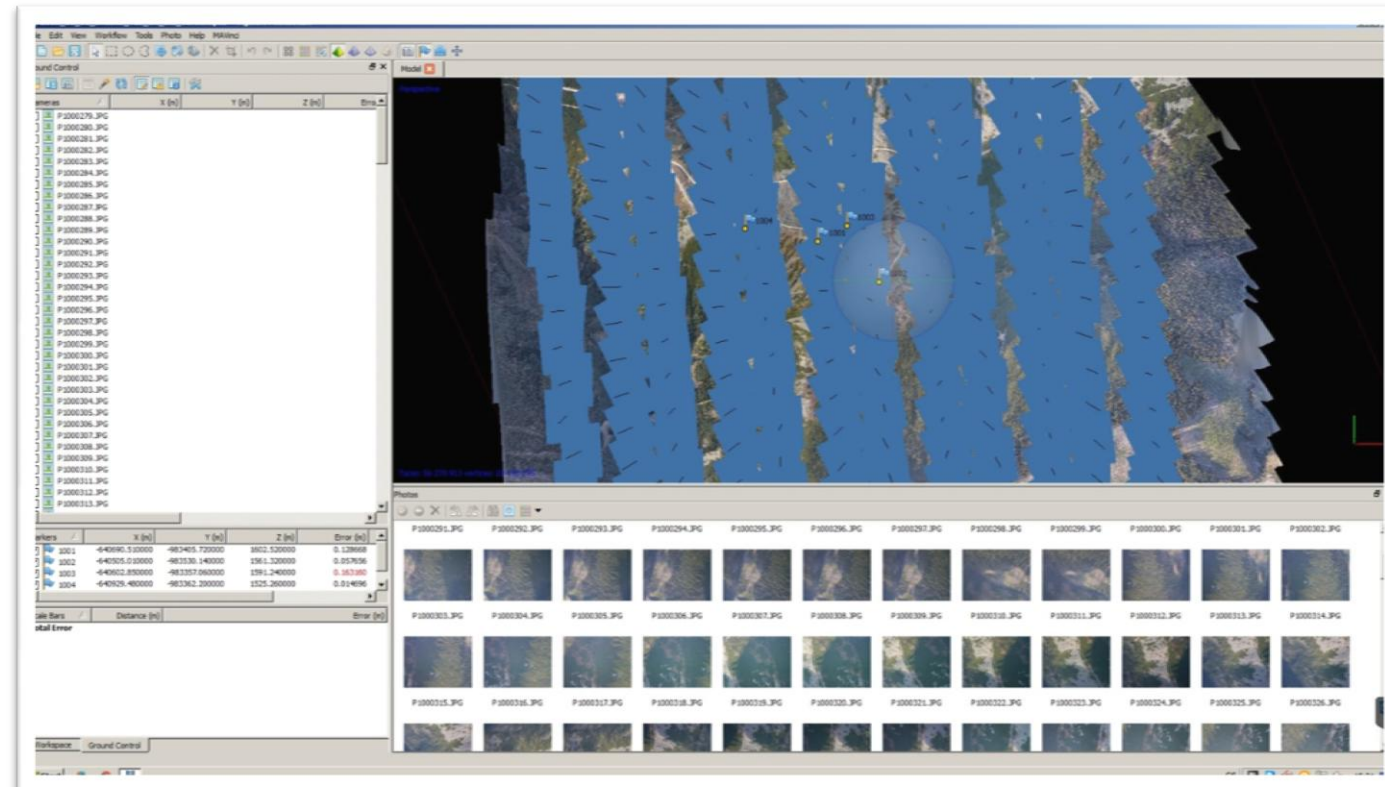 Edit View Workflow Tools Photo Help MAVinci
Ground Control
Model
X (m) Y (m) Z (m)
Perspective
P1000279.JPG
P1000280.JPG
P1000281.JPG
P1000282.JPG
P1000283.JPG
P1000284.JPG
P1000285.JPG
P1000286.JPG
P1000287.JPG
P1000288.JPG
P1000289.JPG
P1000290.JPG
P1000291.JPG
P1000292.JPG
P1000293.JPG
P1000294.JPG
P1000295.JPG
P1000296.JPG
P1000297.JPG
P1000298.JPG
P1000299.JPG
P1000300.JPG
P1000301.JPG
P1000302.JPG
P1000303.JPG
P1000304.JPG
P1000305.JPG
P1000306.JPG
P1000307.JPG
P1000308.JPG
P1000309.JPG
P1000310.JPG
P1000311.JPG
P1000312.JPG
P1000313.JPG
1004
Photos
P1000291.JPG P1000292.JPG P1000293.JPG P1000294.JPG P1000295.JPG P1000296.JPG P1000297.JPG P1000298.JPG P1000299.JPG P1000300.JPG P1000301.JPG P1000302.JPG
P1000303.JPG P1000304.JPG P1000305.JPG P1000306.JPG P1000307.JPG P1000308.JPG P1000309.JPG P1000310.JPG P1000311.JPG P1000312.JPG P1000313.JPG P1000314.JPG
P1000315.JPG P1000316.JPG P1000317.JPG P1000318.JPG P1000319.JPG P1000320.JPG P1000321.JPG P1000322.JPG P1000323.JPG P1000324.JPG P1000325.JPG P1000326.JPG
X (m) Y (m) Z (m) Error (m)
1001 -640690.510000 -983405.720000 1602.520000 0.128668
1002 -640505.010000 -983530.140000 1561.320000 0.057656
1003 -640602.850000 -983357.060000 1591.240000 0.163160
1004 -640929.480000 -983362.200000 1525.260000 0.014696
Bars Distance (m) Error (m)
Error
Workspace Ground Control